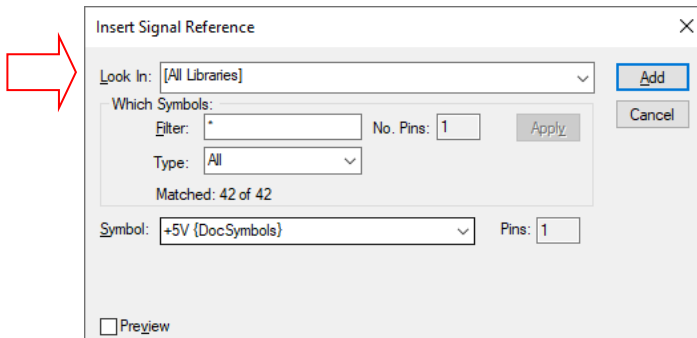 Insert Signal Reference
Look In: [All Libraries] Add
Which Symbols: Cancel
Filter: * No. Pins: 1 Apply
Type: All
Matched: 42 of 42
Symbol: +5V {DocSymbols} Pins: 1
Preview